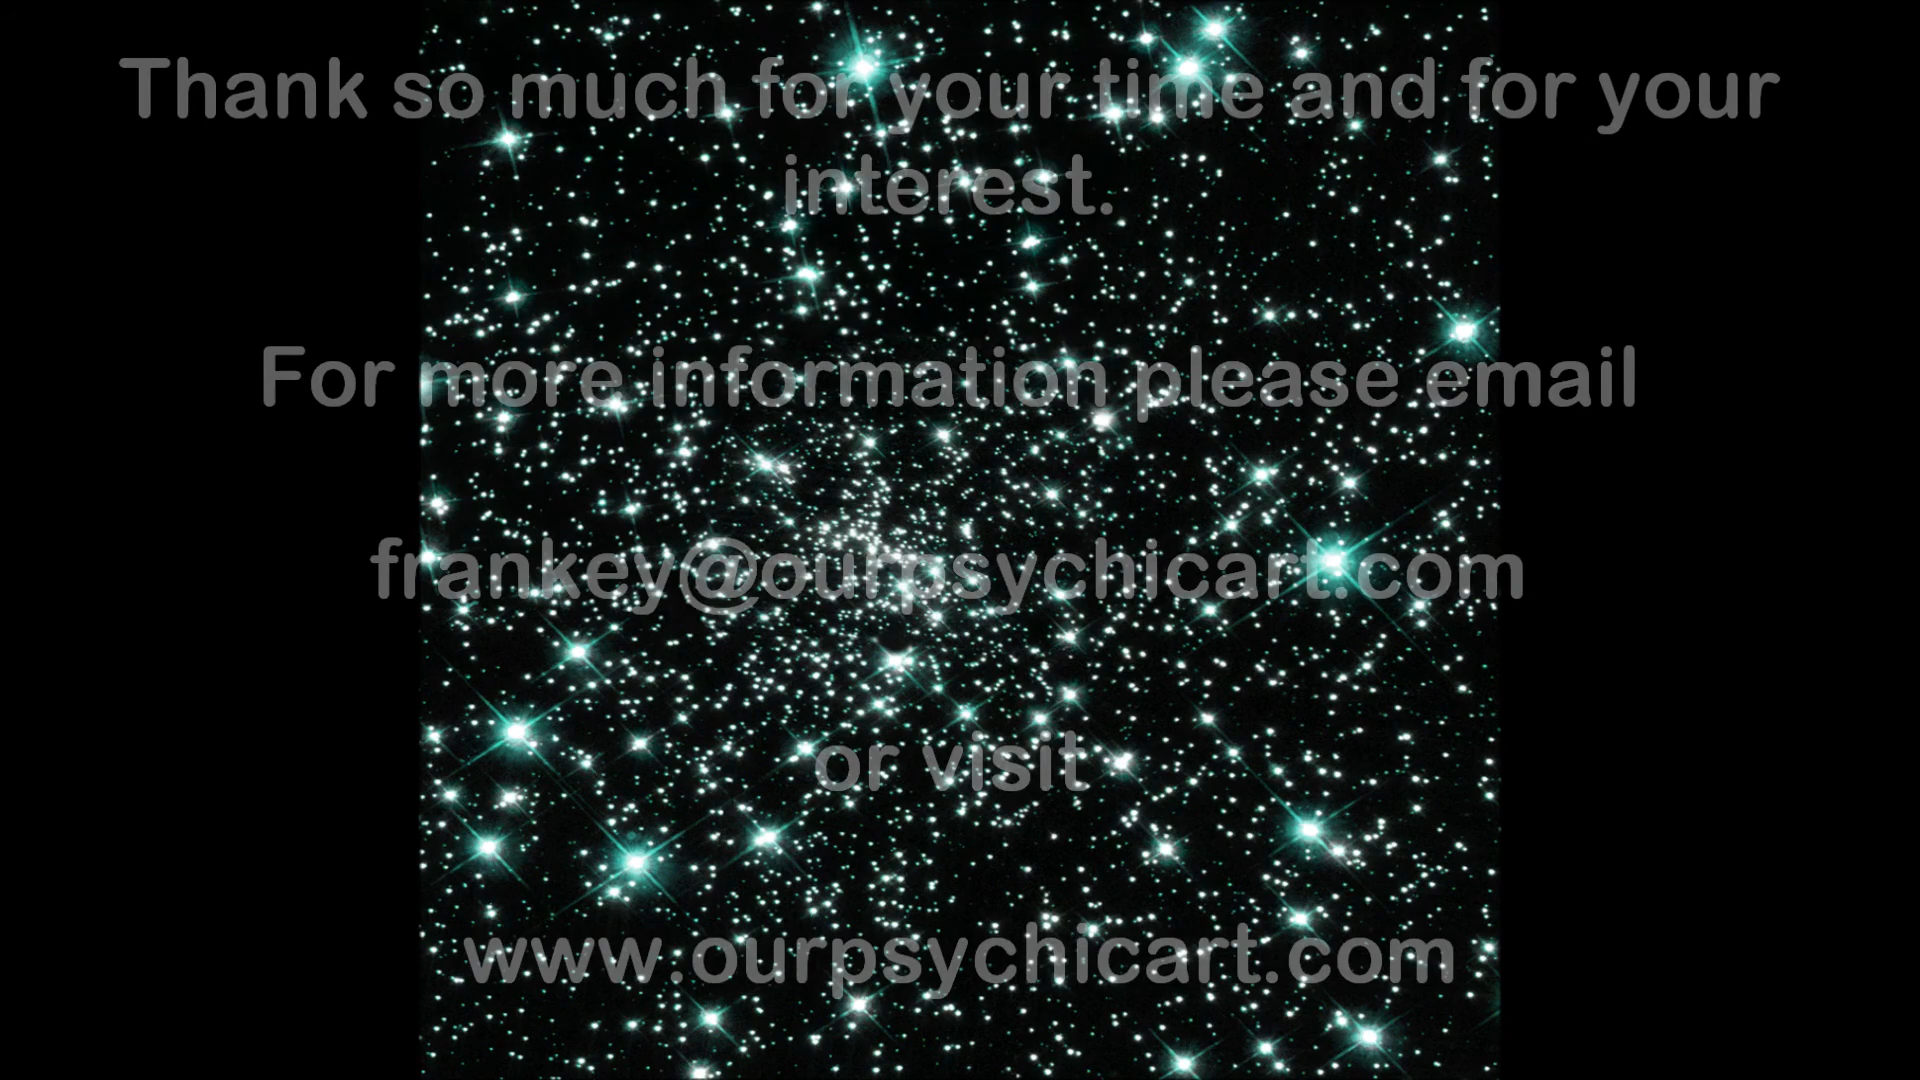 Thank so much for your time and for your
interest.
For more information please email
frankey@ourpsychicart.com
or visit
www.ourpsychicart.com